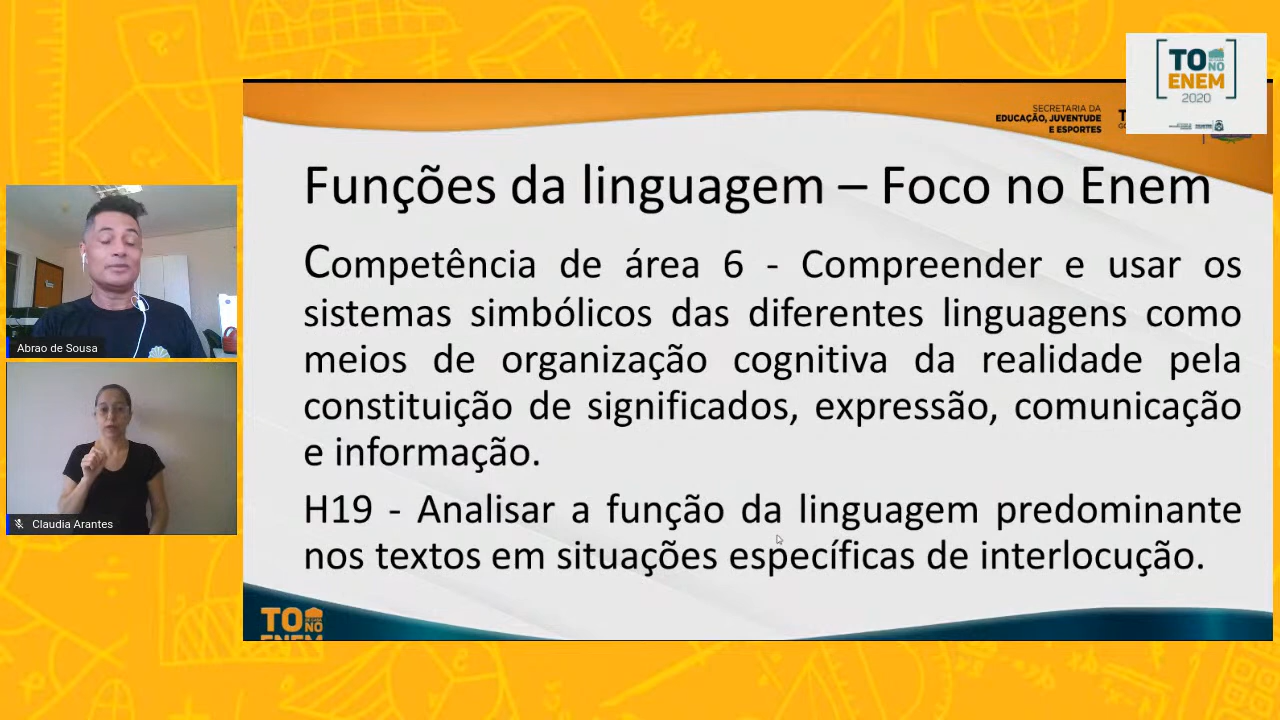 TO
NO
ENEM
2020
SECRETARIA DA
EDUCAÇÃO, JUVENTUDE
E ESPORTES
Funções da linguagem – Foco no Enem
Competência de área 6 - Compreender e usar os
sistemas simbólicos das diferentes linguagens como
meios de organização cognitiva da realidade pela
constituição de significados, expressão, comunicação
e informação.
H19 - Analisar a função da linguagem predominante
nos textos em situações específicas de interlocução.
Abrao de Sousa
Claudia Arantes
TO
NO
ENEM